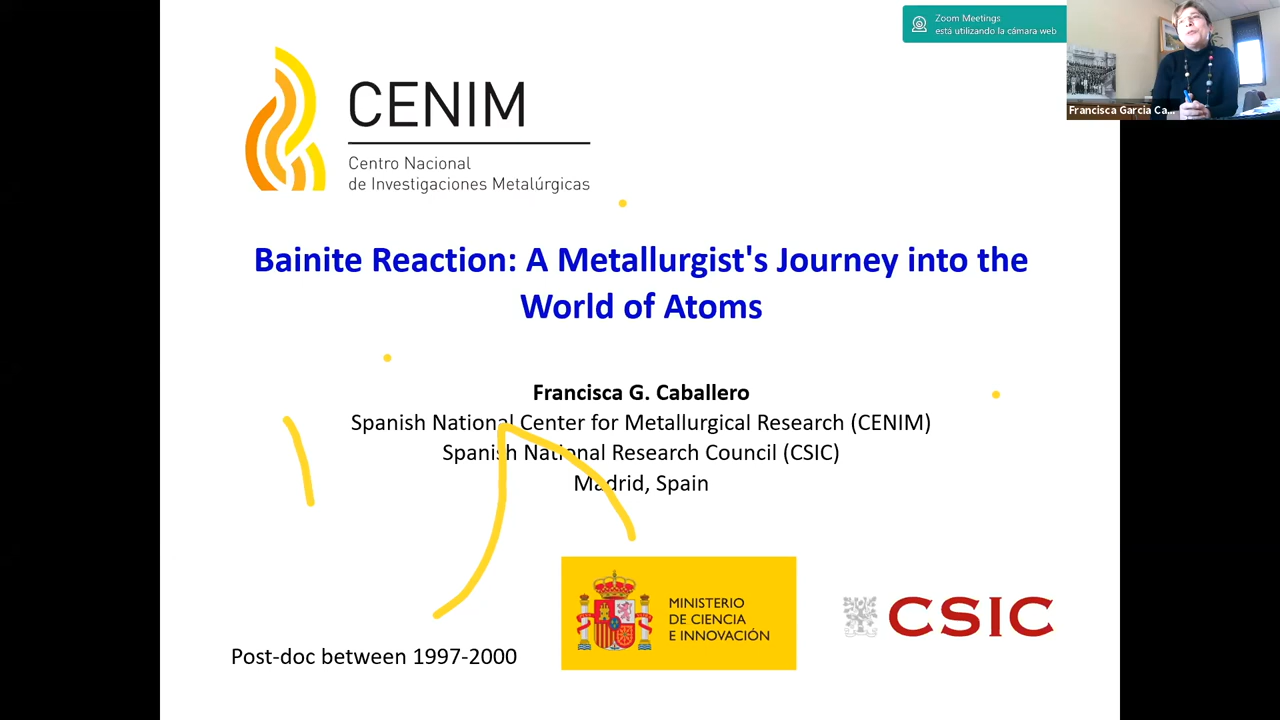 Zoom Meetings
está utilizando la cámara web
Francisca Garcia Ca...
CENIM
Centro Nacional
de Investigaciones Metalúrgicas
Bainite Reaction: A Metallurgist's Journey into the
World of Atoms
Francisca G. Caballero
Spanish National Center for Metallurgical Research (CENIM)
Spanish National Research Council (CSIC)
Madrid, Spain
MINISTERIO
DE CIENCIA
E INNOVACIÓN
CSIC
Post-doc between 1997-2000